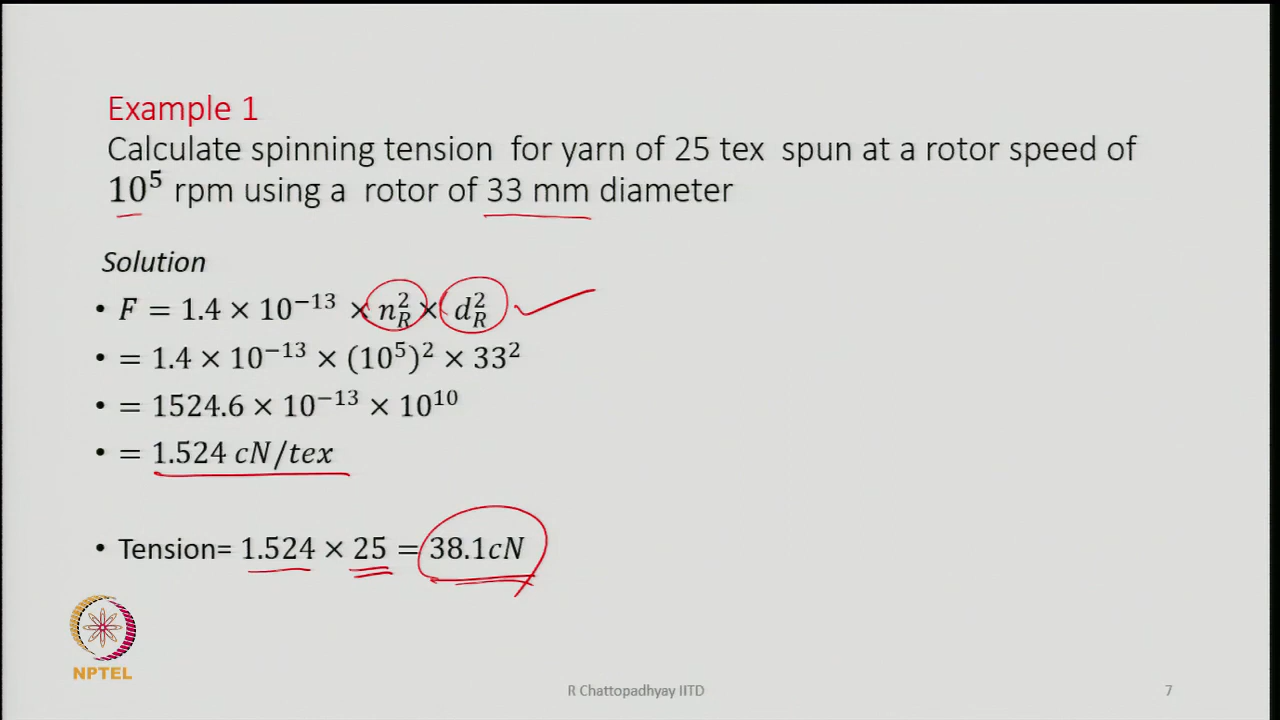 Example 1
Calculate spinning tension for yarn of 25 tex spun at a rotor speed of
10⁵ rpm using a rotor of 33 mm diameter
Solution
• F = 1.4 × 10⁻¹³ × n_R² × d_R²
• = 1.4 × 10⁻¹³ × (10⁵)² × 33²
• = 1524.6 × 10⁻¹³ × 10¹⁰
• = 1.524 cN/tex
• Tension= 1.524 × 25 = 38.1cN
NPTEL
R Chattopadhyay IITD
7